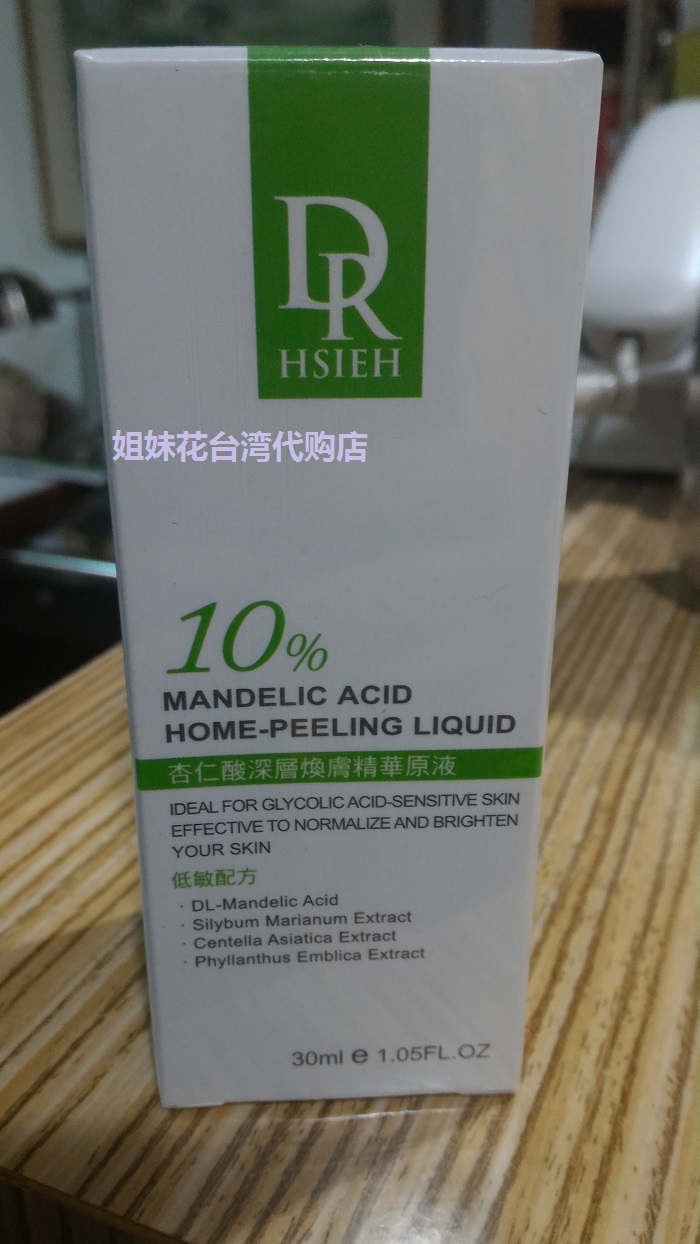 DR
HSIEH
姐妹花台湾代购店
10%
MANDELIC ACID
HOME-PEELING LIQUID
杏仁酸深層煥膚精華原液
IDEAL FOR GLYCOLIC ACID-SENSITIVE SKIN
EFFECTIVE TO NORMALIZE AND BRIGHTEN
YOUR SKIN
低敏配方
· DL-Mandelic Acid
· Silybum Marianum Extract
· Centella Asiatica Extract
· Phyllanthus Emblica Extract
30ml e 1.05FL.OZ